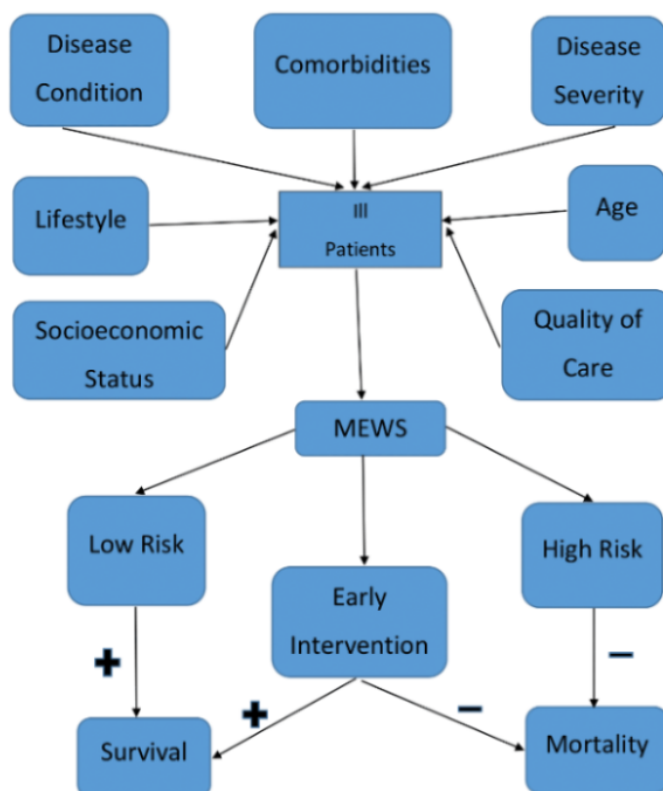 Disease
Condition
Comorbidities
Disease
Severity
Lifestyle
Ill
Patients
Age
Socioeconomic
Status
Quality of
Care
MEWS
Low Risk
Early
Intervention
High Risk
+
+
–
–
Survival
Mortality